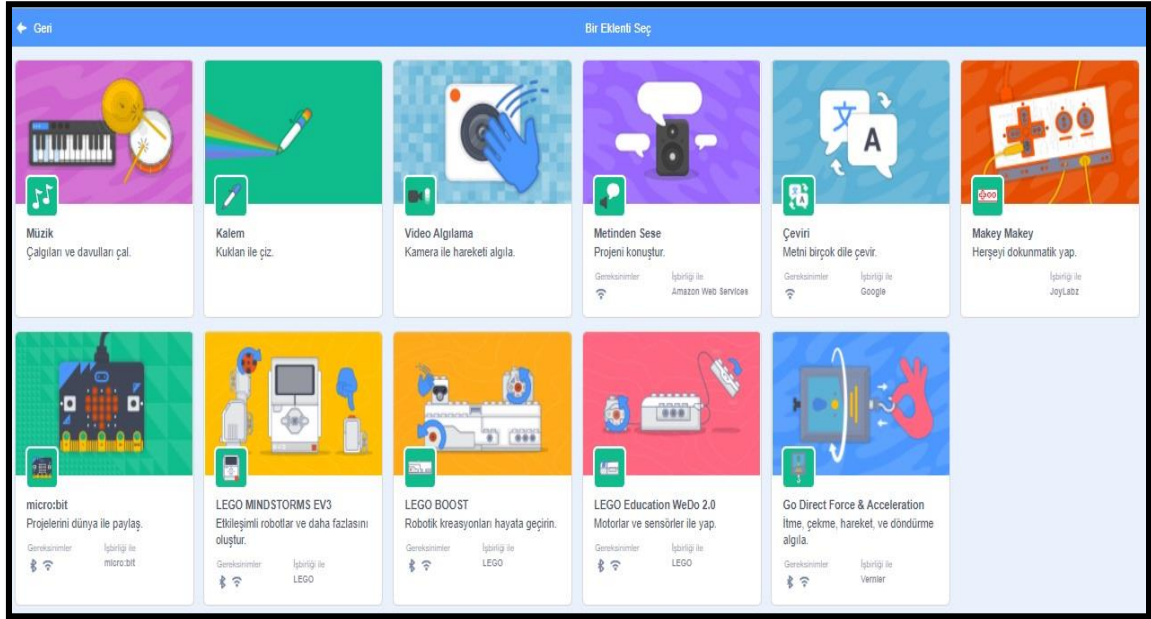 Geri
Bir Eklenti Seç
Müzik
Çalgıları ve davulları çal.
Kalem
Kuklan ile çiz.
Video Algılama
Kamera ile hareketi algıla.
Metinden Sese
Projeni konuştur.
Gereksinimler
İşbirliği ile
Amazon Web Services
文
A
Çeviri
Metni birçok dile çevir.
Gereksinimler
İşbirliği ile
Google
Makey Makey
Herşeyi dokunmatik yap.
İşbirliği ile
JoyLabz
micro:bit
Projelerini dünya ile paylaş.
Gereksinimler
İşbirliği ile
micro:bit
LEGO MINDSTORMS EV3
Etkileşimli robotlar ve daha fazlasını
oluştur.
Gereksinimler
İşbirliği ile
LEGO
LEGO BOOST
Robotik kreasyonları hayata geçirin.
Gereksinimler
İşbirliği ile
LEGO
LEGO Education WeDo 2.0
Motorlar ve sensörler ile yap.
Gereksinimler
İşbirliği ile
LEGO
Go Direct Force & Acceleration
İtme, çekme, hareket, ve döndürme
algıla.
Gereksinimler
İşbirliği ile
Vernier